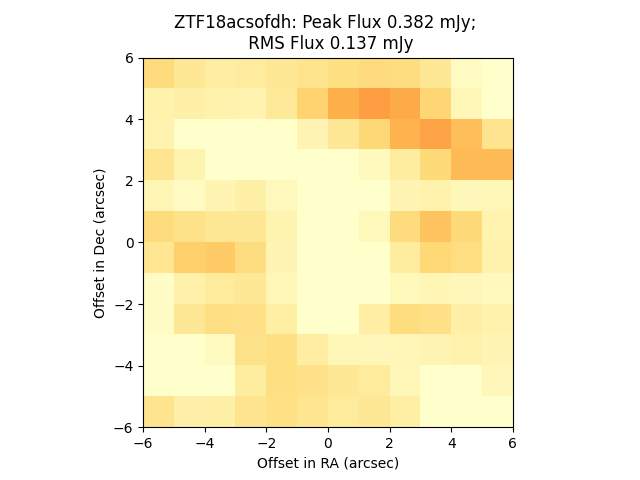 ZTF18acsofdh: Peak Flux 0.382 mJy;
RMS Flux 0.137 mJy
6
4
2
0
−2
−4
−6
Offset in Dec (arcsec)
−6 −4 −2 0 2 4 6
Offset in RA (arcsec)